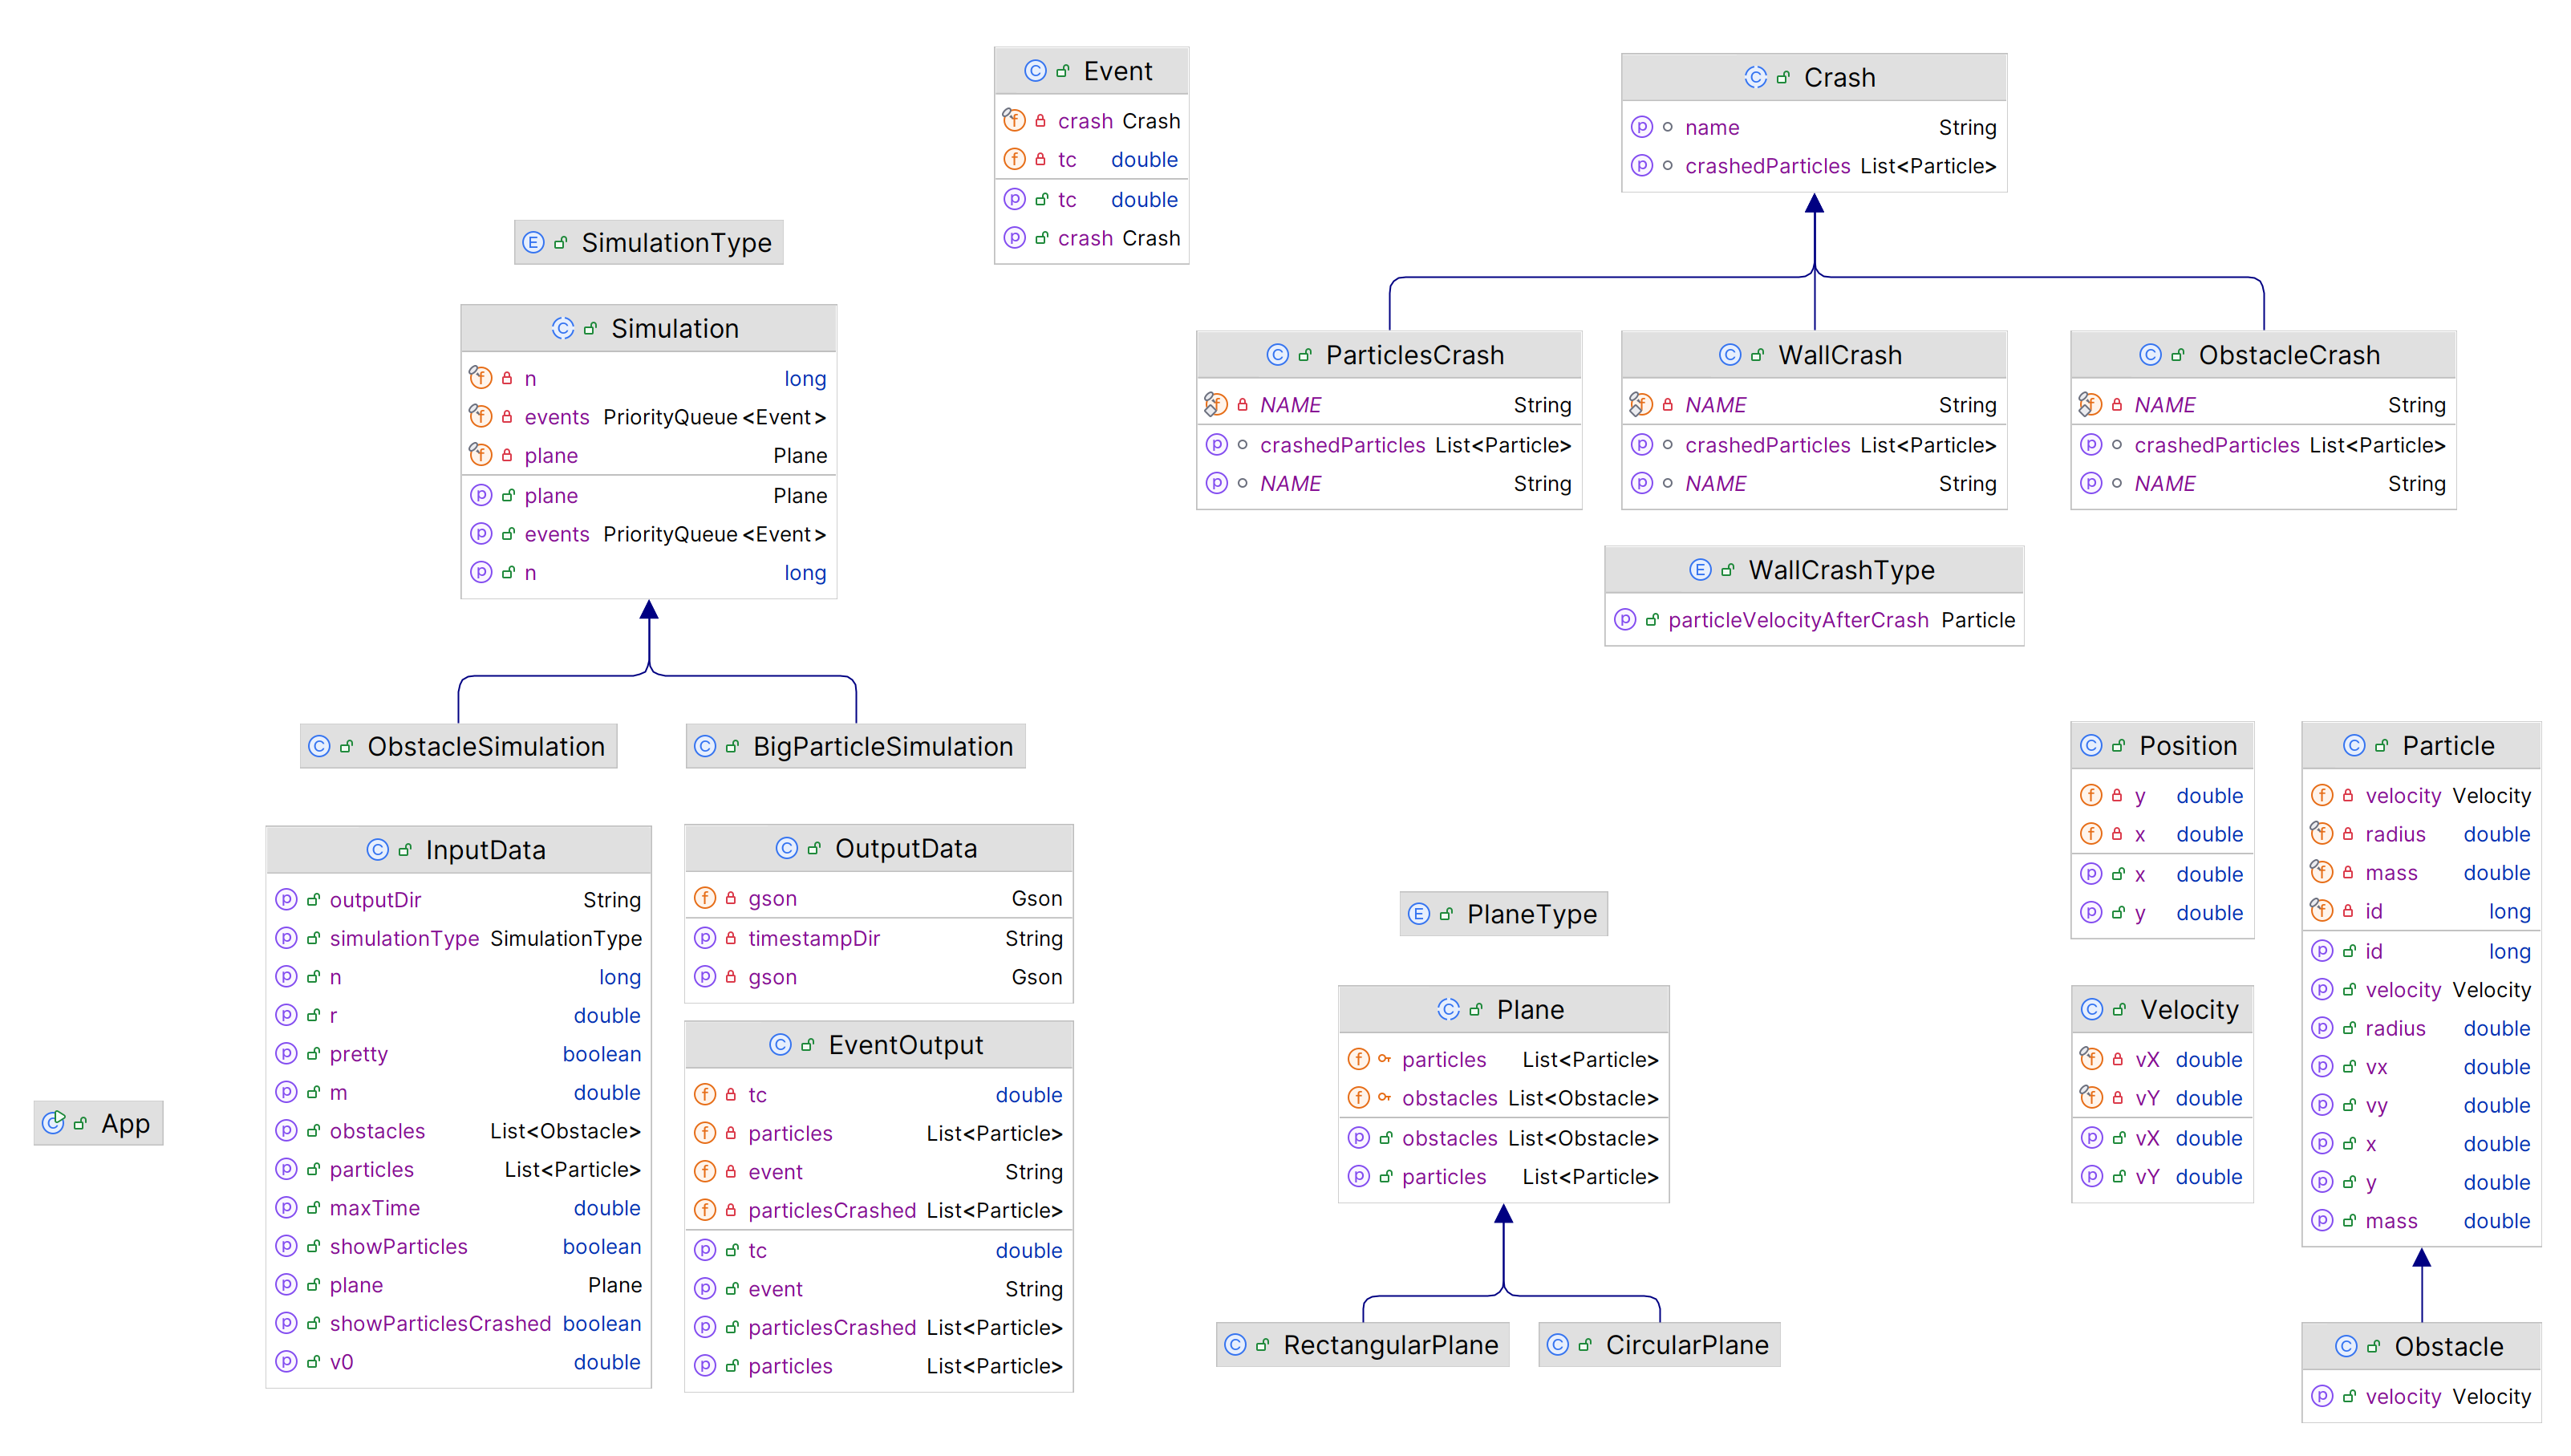 Event
crash Crash
tc double
tc double
crash Crash
Crash
name String
crashedParticles List<Particle>
SimulationType
Simulation
n long
events PriorityQueue<Event>
plane Plane
plane Plane
events PriorityQueue<Event>
n long
ParticlesCrash
NAME String
crashedParticles List<Particle>
NAME String
WallCrash
NAME String
crashedParticles List<Particle>
NAME String
ObstacleCrash
NAME String
crashedParticles List<Particle>
NAME String
WallCrashType
particleVelocityAfterCrash Particle
ObstacleSimulation
BigParticleSimulation
InputData
outputDir String
simulationType SimulationType
n long
r double
pretty boolean
m double
obstacles List<Obstacle>
particles List<Particle>
maxTime double
showParticles boolean
plane Plane
showParticlesCrashed boolean
v0 double
OutputData
gson Gson
timestampDir String
gson Gson
EventOutput
tc double
particles List<Particle>
event String
particlesCrashed List<Particle>
tc double
event String
particlesCrashed List<Particle>
particles List<Particle>
App
PlaneType
Plane
particles List<Particle>
obstacles List<Obstacle>
obstacles List<Obstacle>
particles List<Particle>
RectangularPlane
CircularPlane
Position
y double
x double
x double
y double
Velocity
vX double
vY double
vX double
vY double
Particle
velocity Velocity
radius double
mass double
id long
id long
velocity Velocity
radius double
vx double
vy double
x double
y double
mass double
Obstacle
velocity Velocity